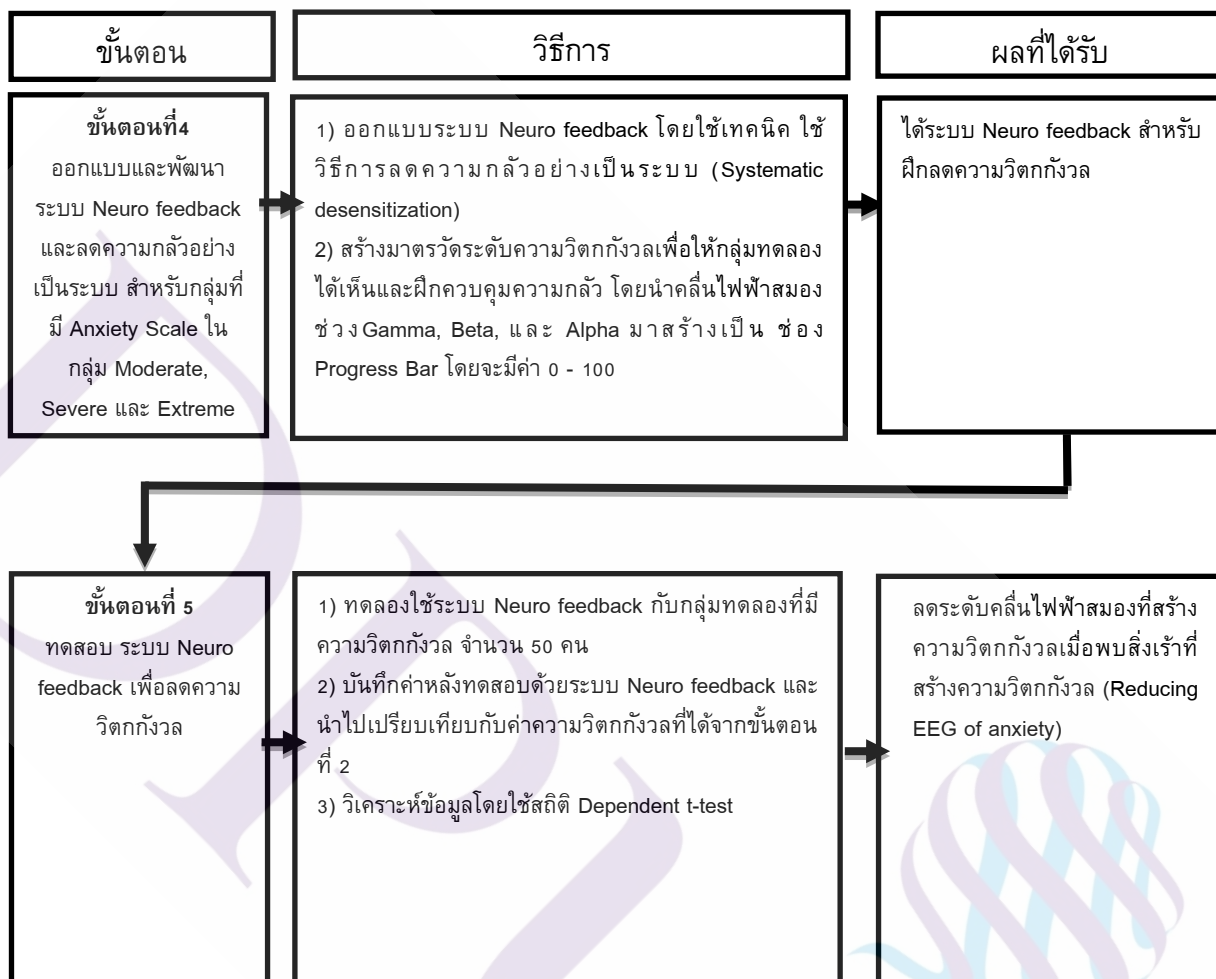 ขั้นตอน
วิธีการ
ผลที่ได้รับ
ขั้นตอนที่4
ออกแบบและพัฒนา
ระบบ Neuro feedback
และลดความกลัวอย่าง
เป็นระบบ สำหรับกลุ่มที่
มี Anxiety Scale ใน
กลุ่ม Moderate,
Severe และ Extreme
1) ออกแบบระบบ Neuro feedback โดยใช้เทคนิค ใช้
วิธีการลดความกลัวอย่างเป็นระบบ (Systematic
desensitization)
2) สร้างมาตรวัดระดับความวิตกกังวลเพื่อให้กลุ่มทดลอง
ได้เห็นและฝึกควบคุมความกลัว โดยนำคลื่นไฟฟ้าสมอง
ช่วงGamma, Beta, และ Alpha มาสร้างเป็น ช่อง
Progress Bar โดยจะมีค่า 0 - 100
ได้ระบบ Neuro feedback สำหรับ
ฝึกลดความวิตกกังวล
ขั้นตอนที่ 5
ทดสอบ ระบบ Neuro
feedback เพื่อลดความ
วิตกกังวล
1) ทดลองใช้ระบบ Neuro feedback กับกลุ่มทดลองที่มี
ความวิตกกังวล จำนวน 50 คน
2) บันทึกค่าหลังทดสอบด้วยระบบ Neuro feedback และ
นำไปเปรียบเทียบกับค่าความวิตกกังวลที่ได้จากขั้นตอน
ที่ 2
3) วิเคราะห์ข้อมูลโดยใช้สถิติ Dependent t-test
ลดระดับคลื่นไฟฟ้าสมองที่สร้าง
ความวิตกกังวลเมื่อพบสิ่งเร้าที่
สร้างความวิตกกังวล (Reducing
EEG of anxiety)